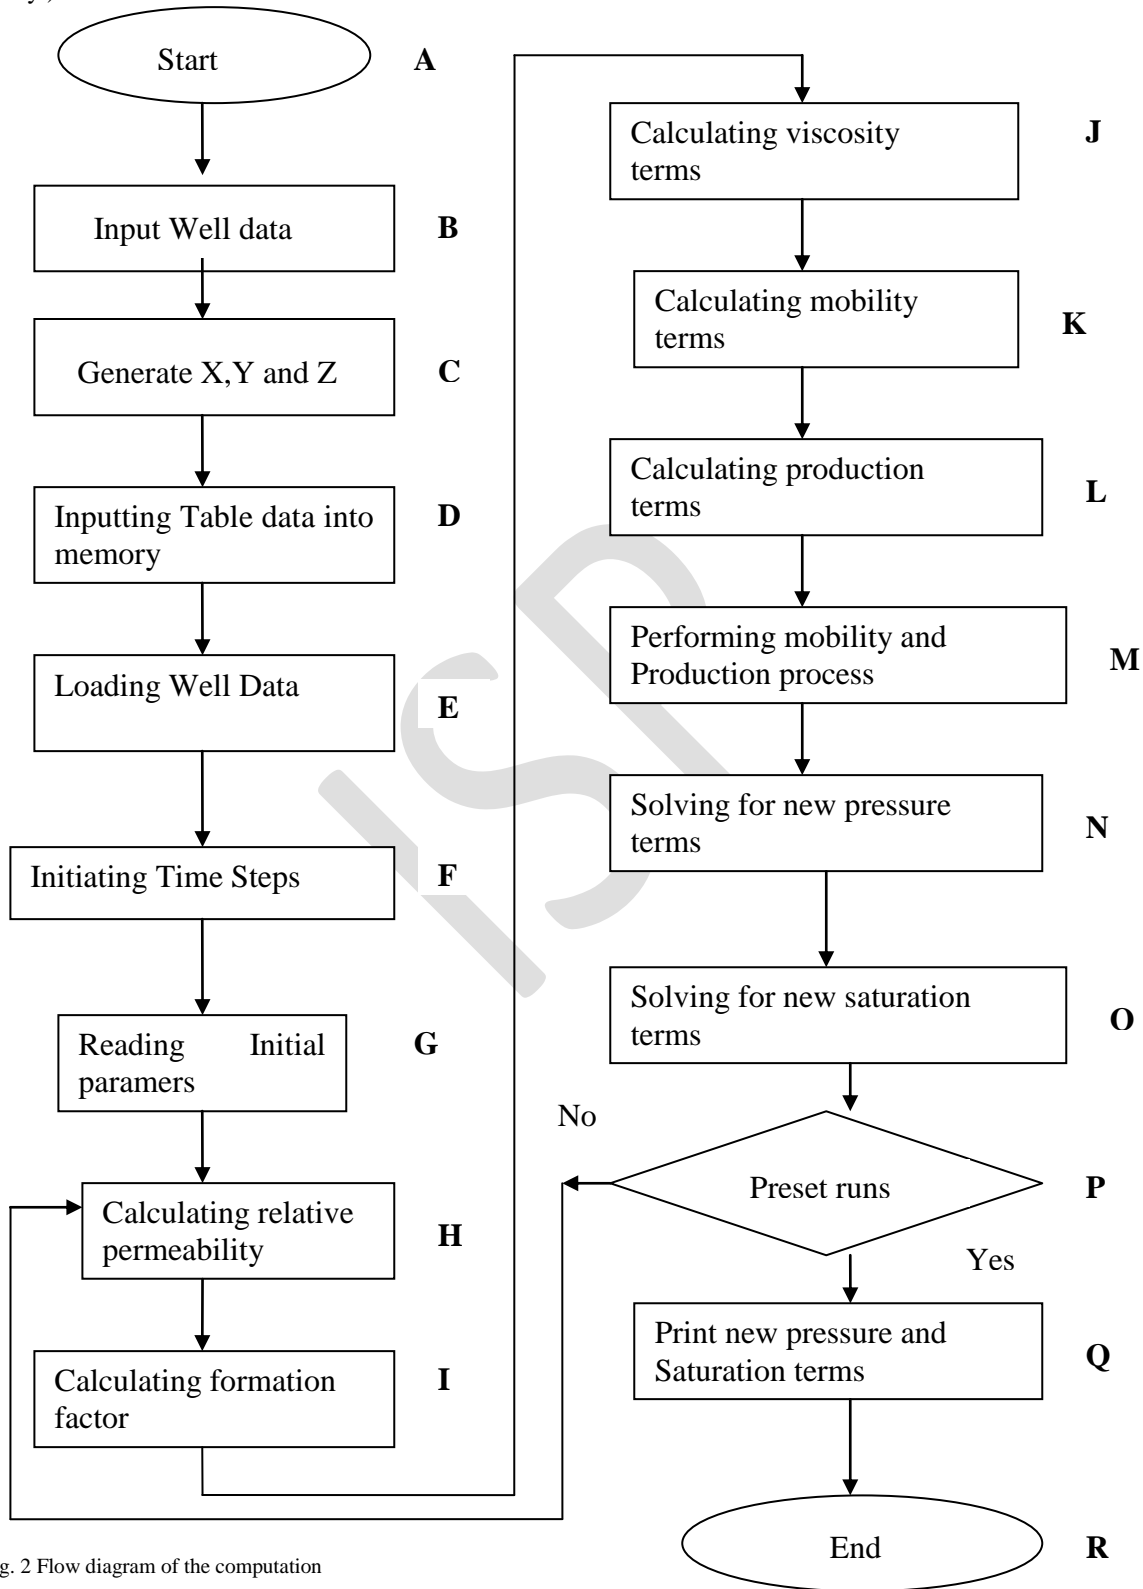 Start
A
Input Well data
B
Generate X,Y and Z
C
Inputting Table data into
memory
D
Loading Well Data
E
Initiating Time Steps
F
Reading Initial
paramers
G
Calculating relative
permeability
H
Calculating formation
factor
I
Calculating viscosity
terms
J
Calculating mobility
terms
K
Calculating production
terms
L
Performing mobility and
Production process
M
Solving for new pressure
terms
N
Solving for new saturation
terms
O
No
Preset runs
P
Yes
Print new pressure and
Saturation terms
Q
End
R
g. 2 Flow diagram of the computation
ISR